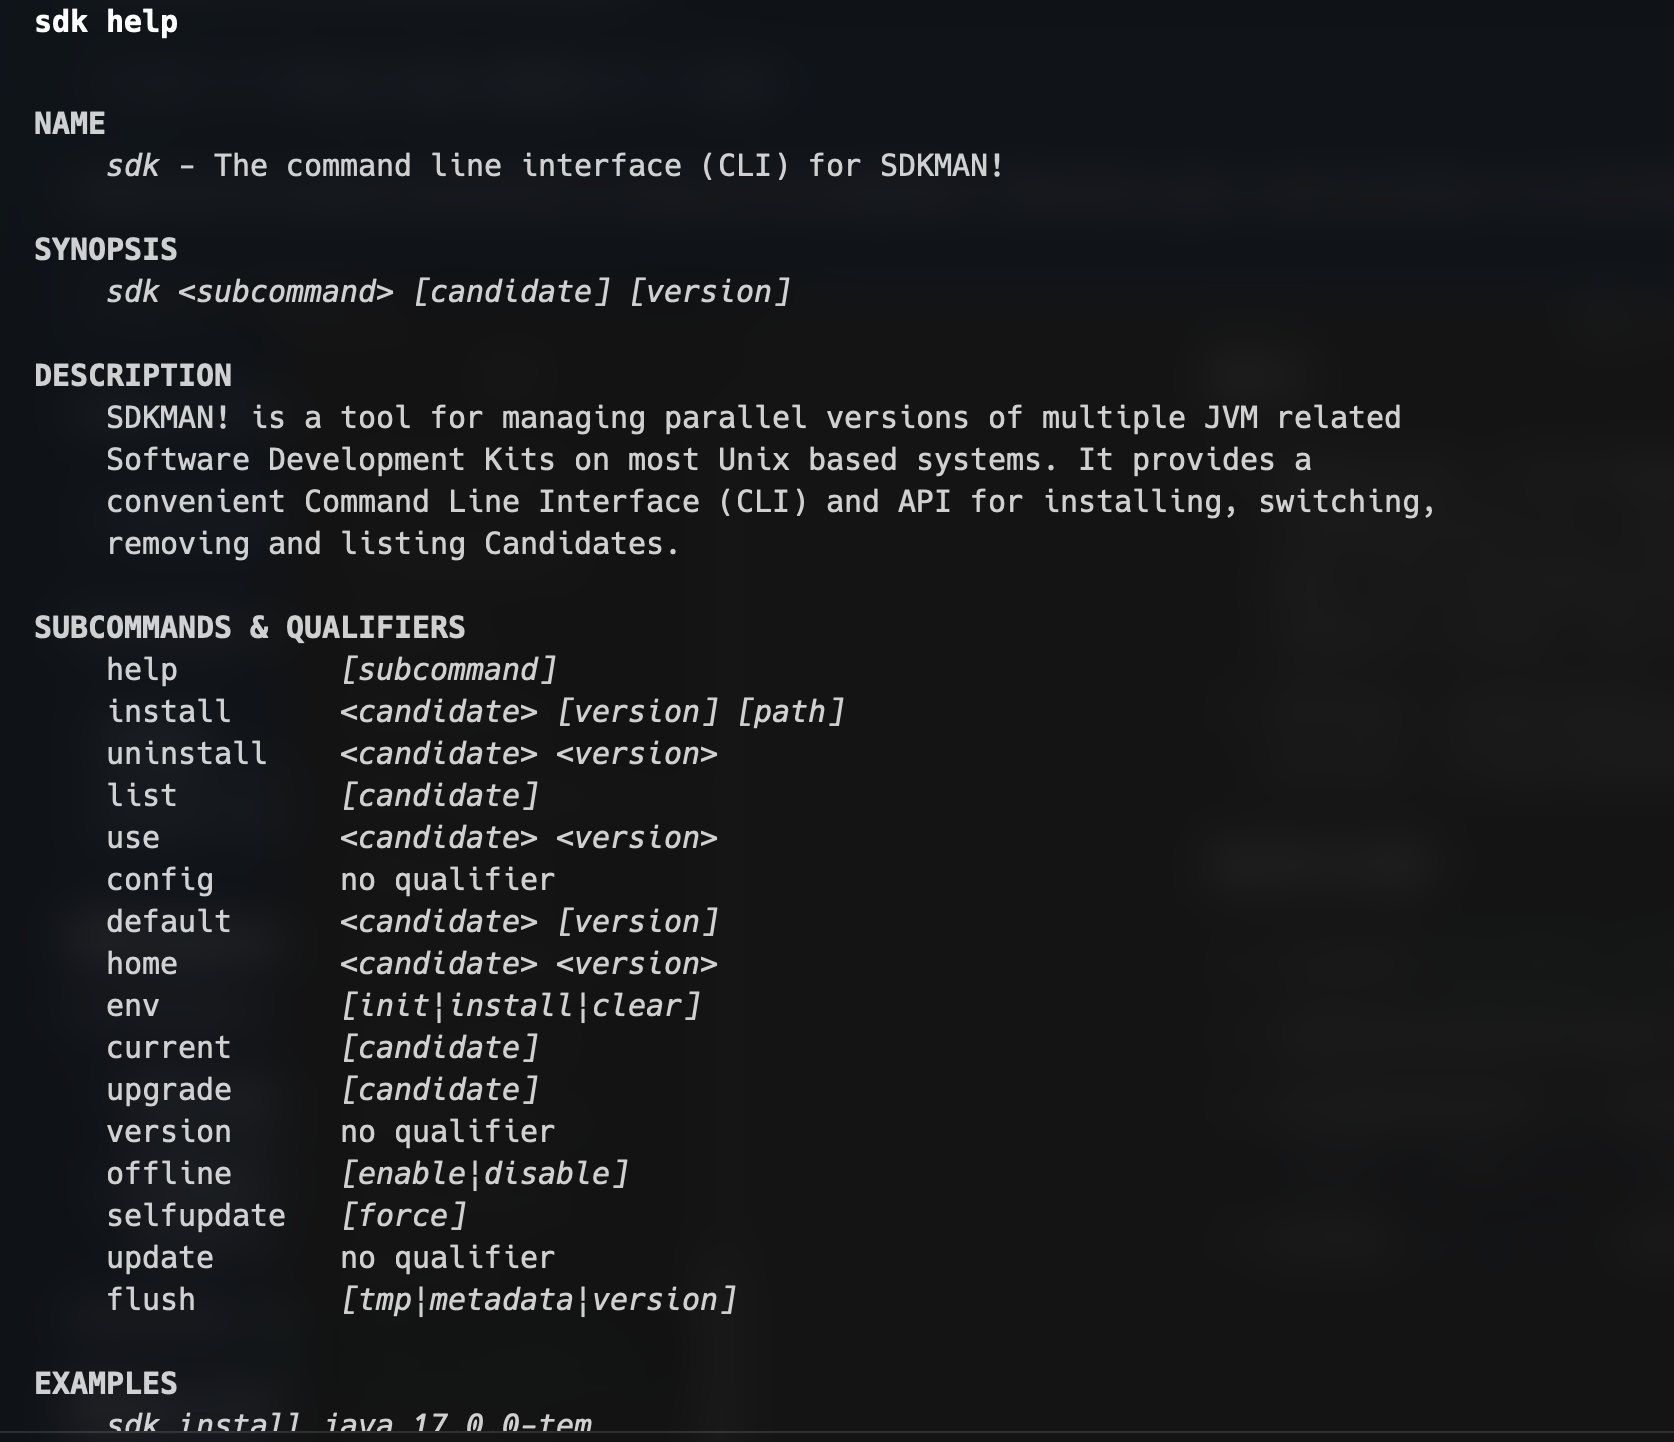 sdk help
NAME
sdk - The command line interface (CLI) for SDKMAN!
SYNOPSIS
sdk <subcommand> [candidate] [version]
DESCRIPTION
SDKMAN! is a tool for managing parallel versions of multiple JVM related
Software Development Kits on most Unix based systems. It provides a
convenient Command Line Interface (CLI) and API for installing, switching,
removing and listing Candidates.
SUBCOMMANDS & QUALIFIERS
help [subcommand]
install <candidate> [version] [path]
uninstall <candidate> <version>
list [candidate]
use <candidate> <version>
config no qualifier
default <candidate> [version]
home <candidate> <version>
env [init|install|clear]
current [candidate]
upgrade [candidate]
version no qualifier
offline [enable|disable]
selfupdate [force]
update no qualifier
flush [tmp|metadata|version]
EXAMPLES
sdk install java 17.0.0-tem